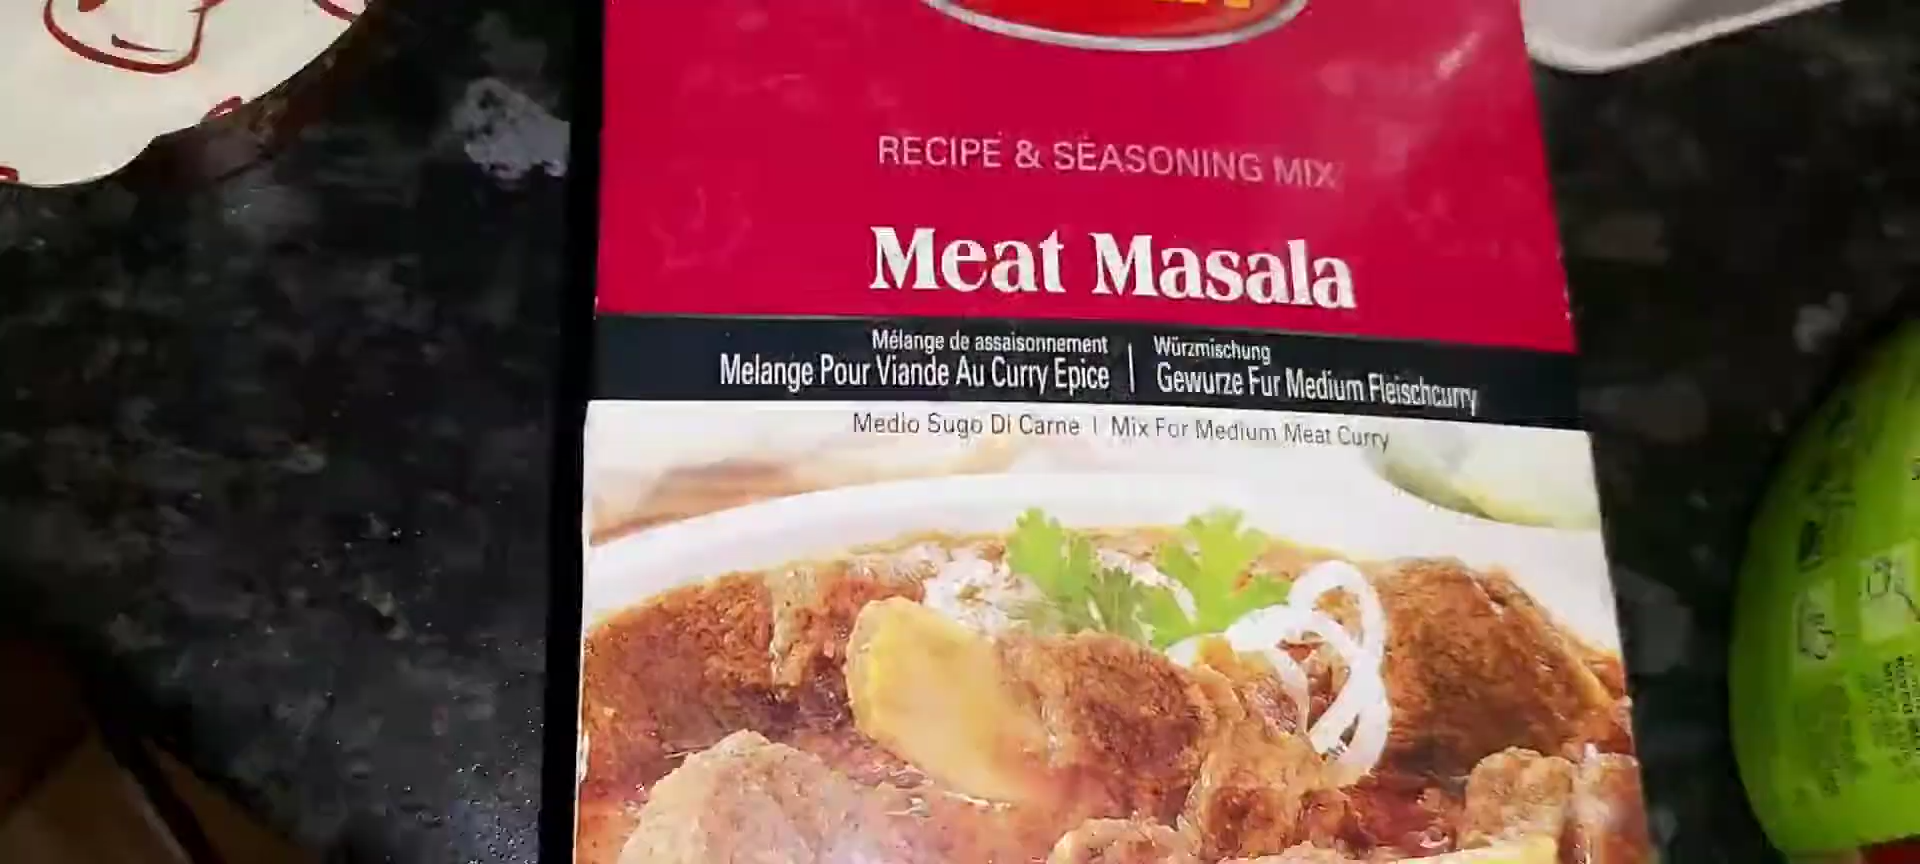 RECIPE & SEASONING MIX
Meat Masala
Mélange de assaisonnement | Würzmischung
Melange Pour Viande Au Curry Epice | Gewurze Fur Medium Fleischcurry
Medio Sugo Di Carne | Mix For Medium Meat Curry